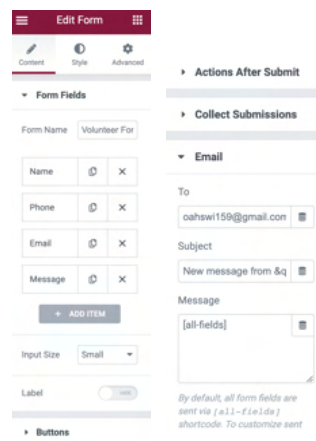 Edit Form
Content
Style
Advanced
Form Fields
Form Name
Volunteer For
Name
Phone
Email
Message
+ ADD ITEM
Input Size
Small
Label
Buttons
Actions After Submit
Collect Submissions
Email
To
oahswi159@gmail.com
Subject
New message from &q
Message
[all-fields]
By default, all form fields are
sent via [all-fields]
shortcode. To customize sent